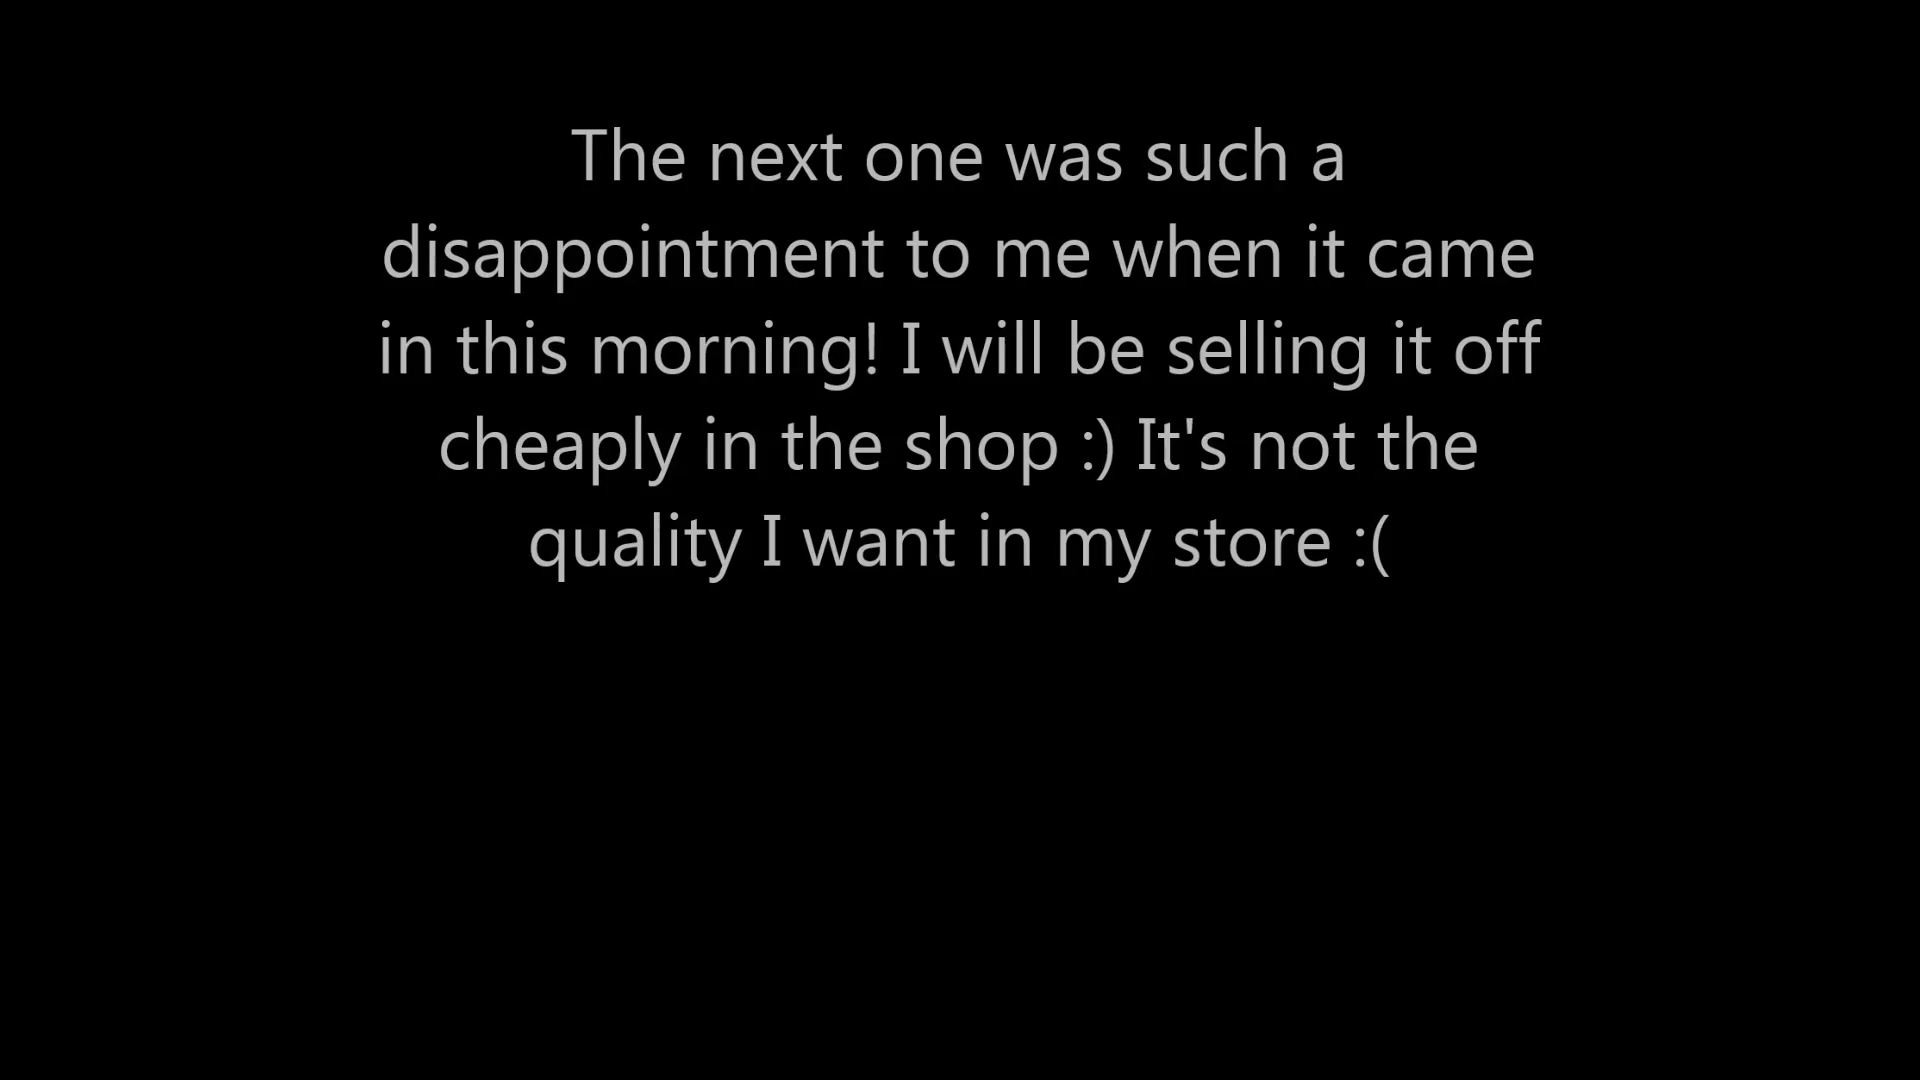 The next one was such a
disappointment to me when it came
in this morning! I will be selling it off
cheaply in the shop :) It's not the
quality I want in my store :(